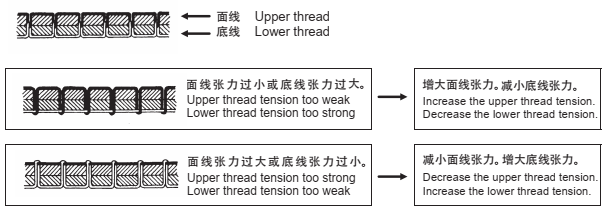 面线 Upper thread
底线 Lower thread
面线张力过小或底线张力过大。
Upper thread tension too weak
Lower thread tension too strong
增大面线张力。减小底线张力。
Increase the upper thread tension.
Decrease the lower thread tension.
面线张力过大或底线张力过小。
Upper thread tension too strong
Lower thread tension too weak
减小面线张力。增大底线张力。
Decrease the upper thread tension.
Increase the lower thread tension.